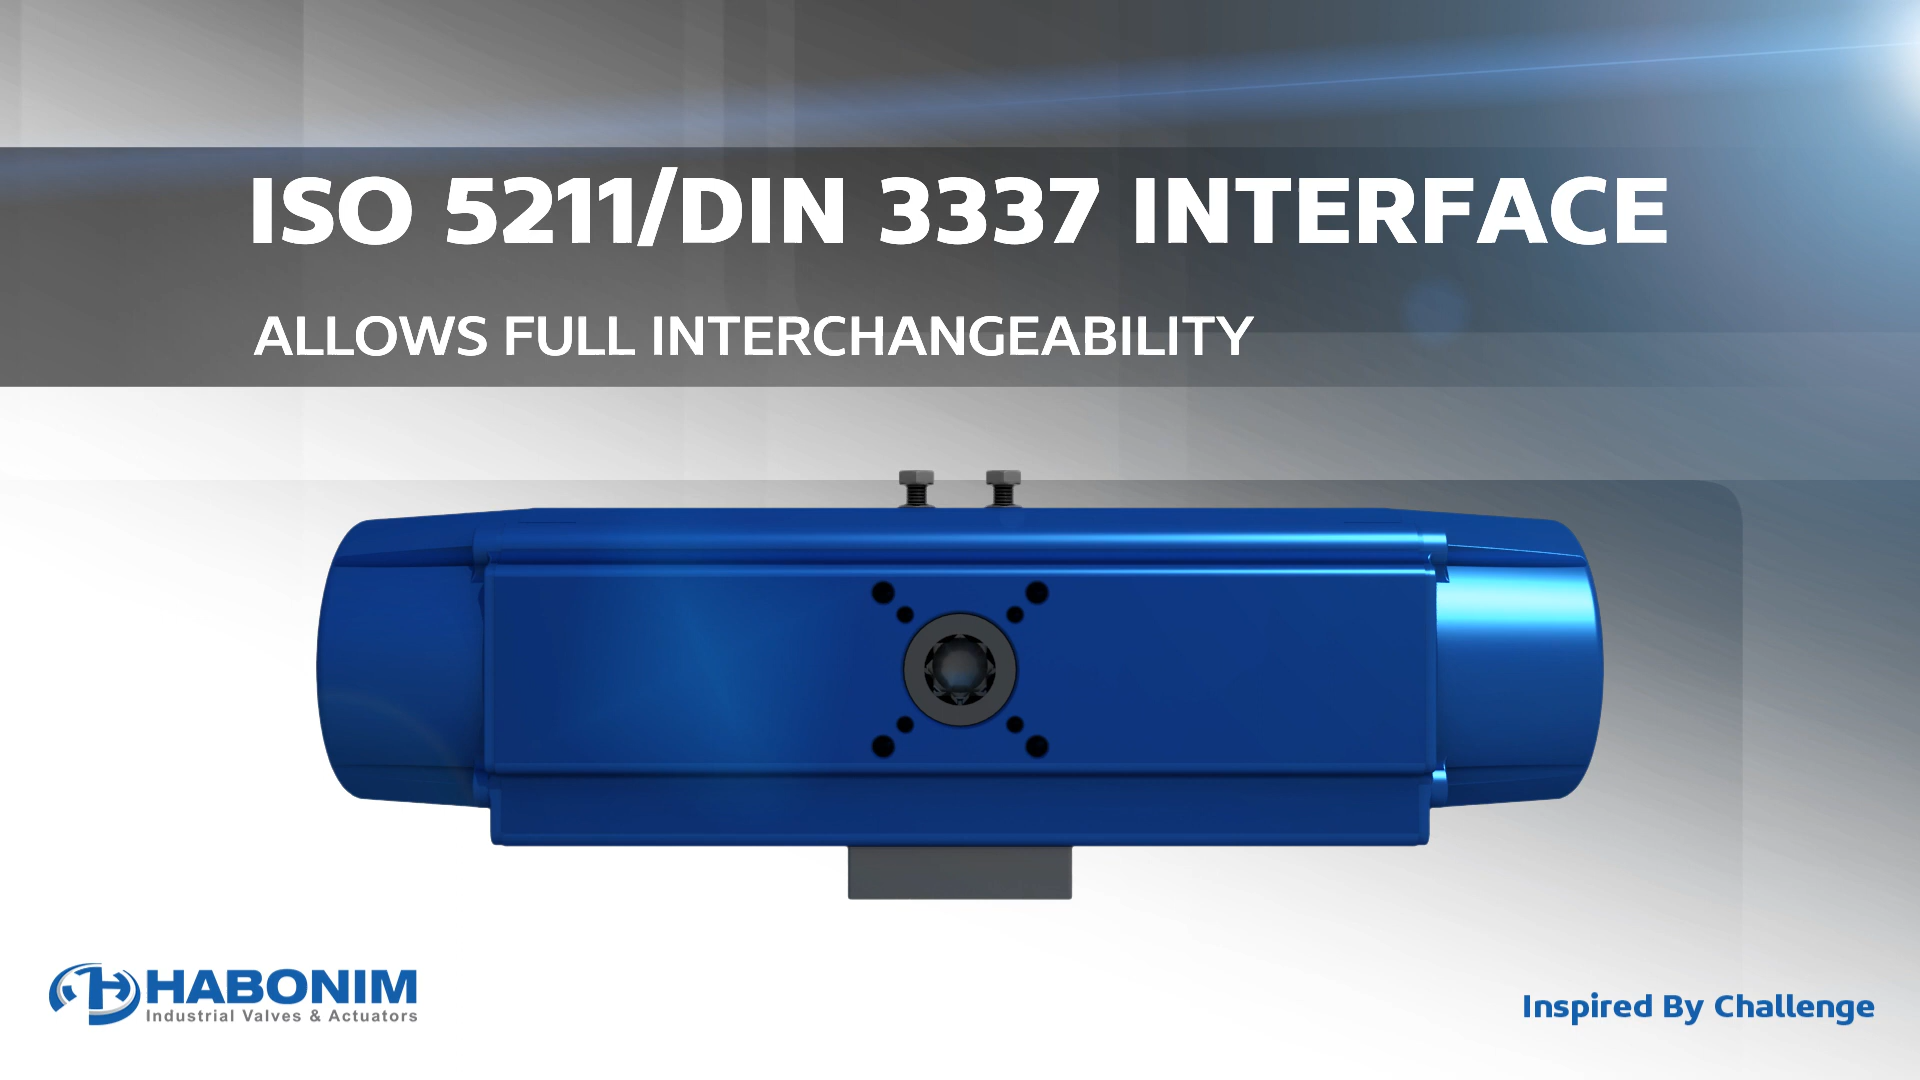 ISO 5211/DIN 3337 INTERFACE
ALLOWS FULL INTERCHANGEABILITY
HABONIM
Industrial Valves & Actuators
Inspired By Challenge